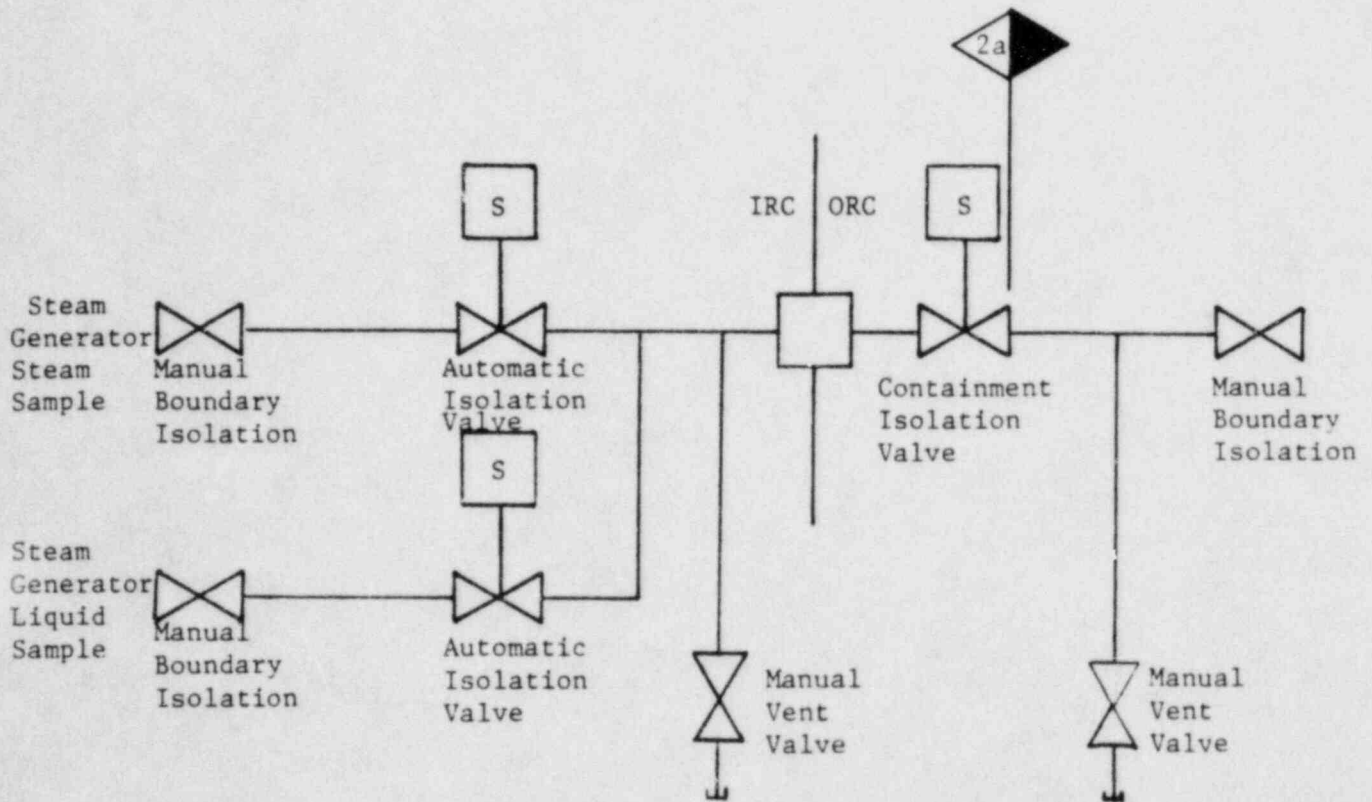 2a
S
IRC
ORC
S
Steam
Generator
Steam
Sample
Manual
Boundary
Isolation
Automatic
Isolation
Valve
Containment
Isolation
Valve
Manual
Boundary
Isolation
S
Steam
Generator
Liquid
Sample
Manual
Boundary
Isolation
Automatic
Isolation
Valve
Manual
Vent
Valve
Manual
Vent
Valve